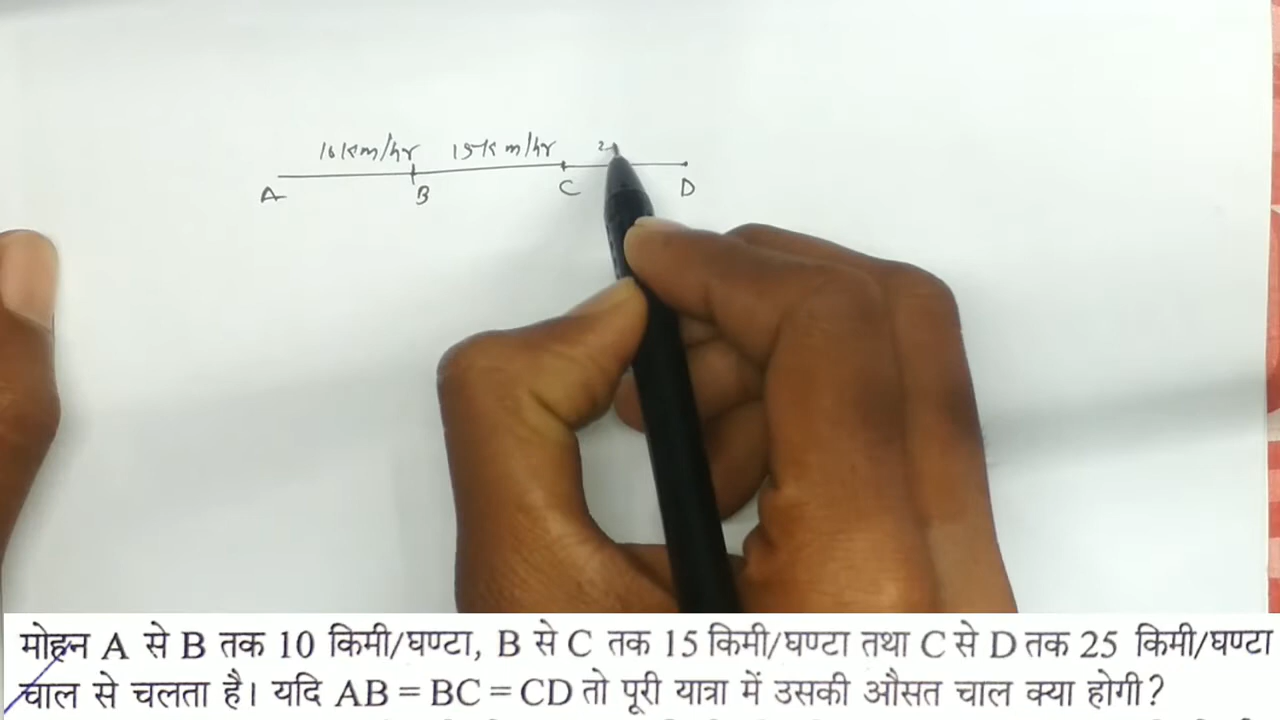 10km/hr 15km/hr 2
A B C D
मोहन A से B तक 10 किमी/घण्टा, B से C तक 15 किमी/घण्टा तथा C से D तक 25 किमी/घण्टा
चाल से चलता है। यदि AB = BC = CD तो पूरी यात्रा में उसकी औसत चाल क्या होगी?